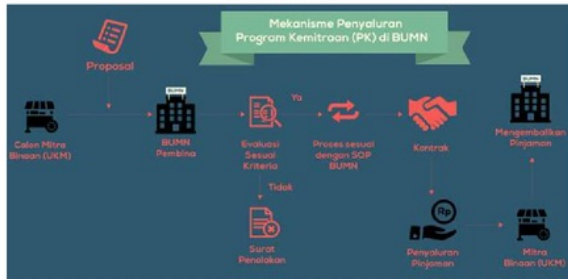 Mekanisme Penyaluran
Program Kemitraan (PK) di BUMN
Proposal
Calon Mitra
Binaan (UKM)
BUMN
BUMN
Pembina
Evaluasi
Sesuai
Kriteria
Ya
Tidak
Surat
Penolakan
Proses sesuai
dengan SOP
BUMN
Kontrak
Rp
Penyaluran
Pinjaman
Mitra
Binaan (UKM)
BUMN
Mengembalikan
Pinjaman